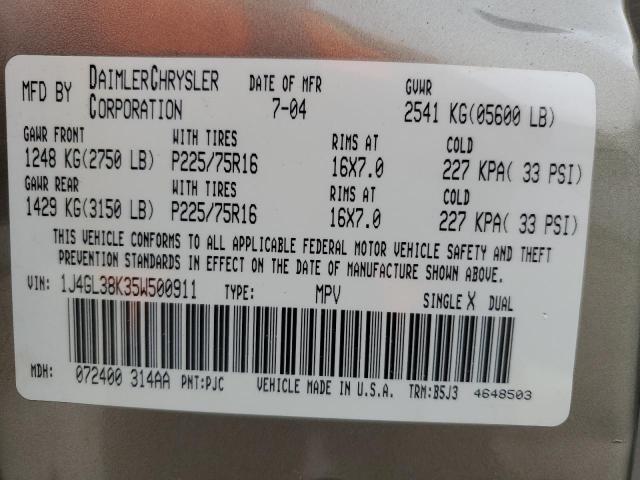 MFD BY DAIMLERCHRYSLER CORPORATION DATE OF MFR 7-04 GVWR 2541 KG(05600 LB)
GAWR FRONT WITH TIRES RIMS AT COLD
1248 KG(2750 LB) P225/75R16 16X7.0 227 KPA( 33 PSI)
GAWR REAR WITH TIRES RIMS AT COLD
1429 KG(3150 LB) P225/75R16 16X7.0 227 KPA( 33 PSI)
THIS VEHICLE CONFORMS TO ALL APPLICABLE FEDERAL MOTOR VEHICLE SAFETY AND THEFT
PREVENTION STANDARDS IN EFFECT ON THE DATE OF MANUFACTURE SHOWN ABOVE.
VIN: 1J4GL38K35W500911 TYPE: MPV SINGLE X DUAL
MDH: 072400 314AA PNT:PJC VEHICLE MADE IN U.S.A. TRM:B5J3 4648503